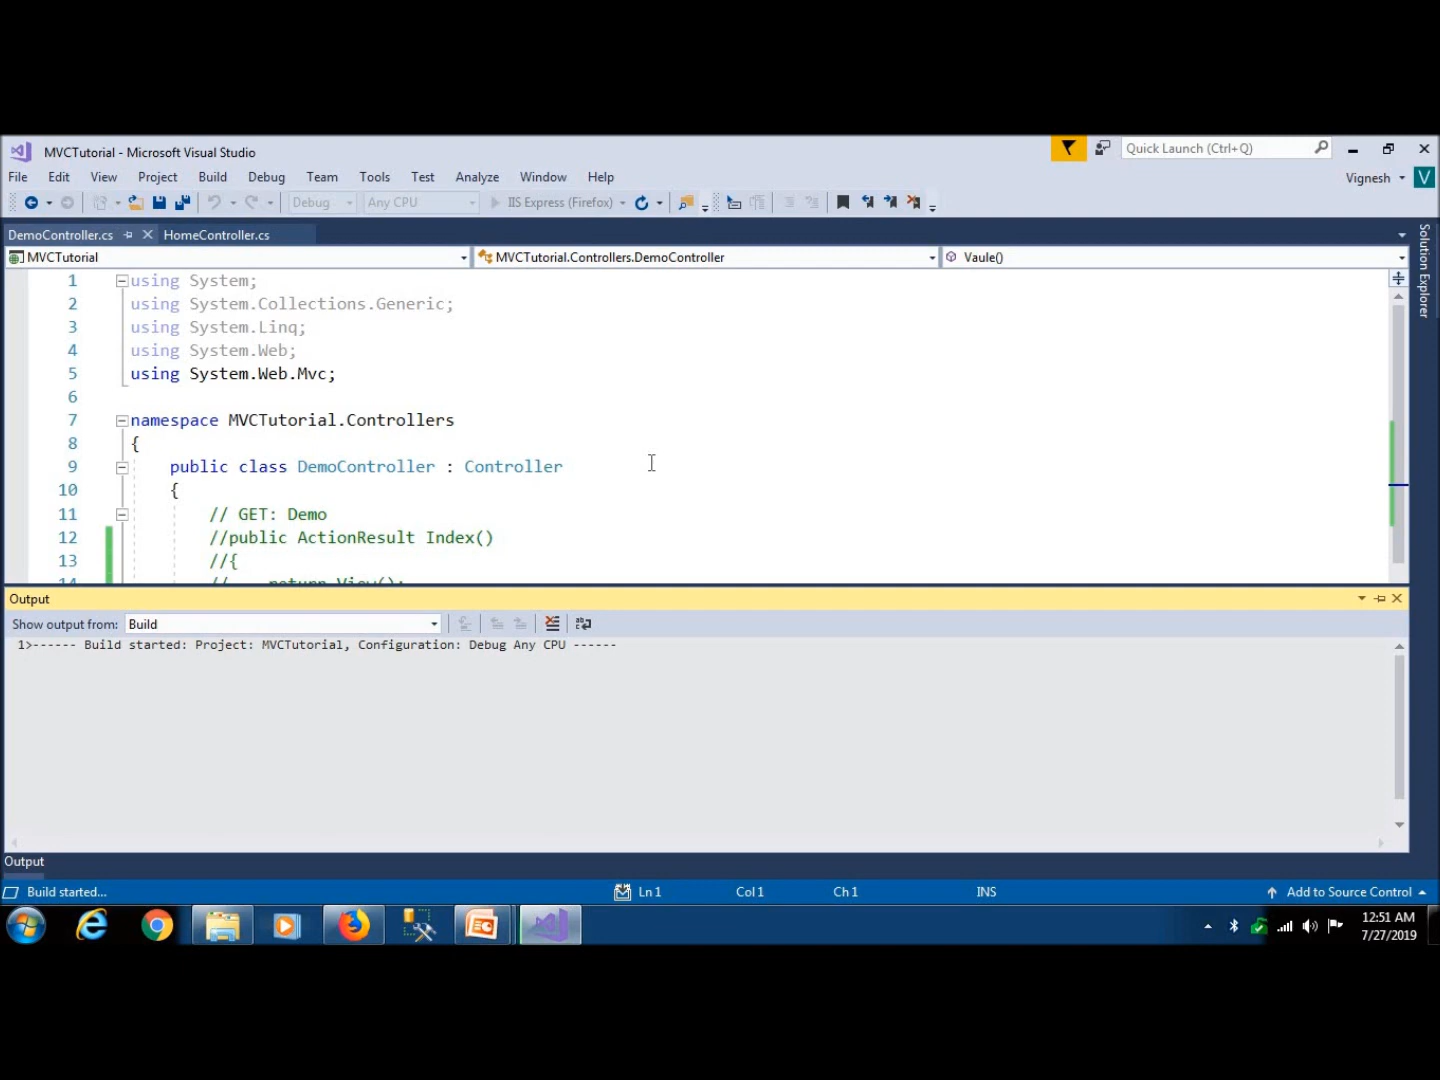 MVCTutorial - Microsoft Visual Studio
Quick Launch (Ctrl+Q)
File Edit View Project Build Debug Team Tools Test Analyze Window Help
Vignesh V
Debug Any CPU IIS Express (Firefox)
DemoController.cs HomeController.cs
MVCTutorial MVCTutorial.Controllers.DemoController Vaule()
Solution Explorer
1 using System;
2 using System.Collections.Generic;
3 using System.Linq;
4 using System.Web;
5 using System.Web.Mvc;
6
7 namespace MVCTutorial.Controllers
8 {
9 public class DemoController : Controller
10 {
11 // GET: Demo
12 //public ActionResult Index()
13 //{
14 // return View();
Output
Show output from: Build
1>------ Build started: Project: MVCTutorial, Configuration: Debug Any CPU ------
Output
Build started... Ln 1 Col 1 Ch 1 INS Add to Source Control
12:51 AM
7/27/2019